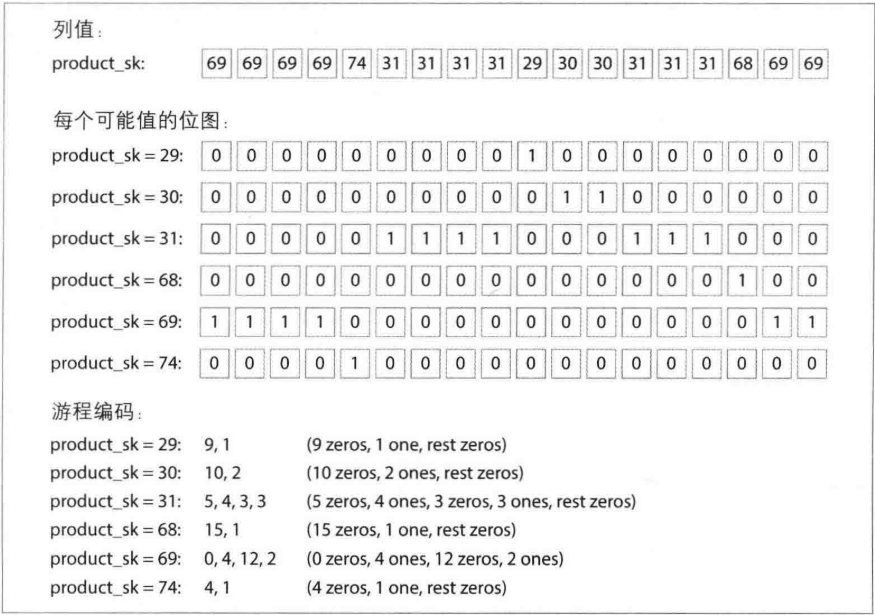 列值：
product_sk: 69 69 69 69 74 31 31 31 31 29 30 30 31 31 31 68 69 69
每个可能值的位图：
product_sk = 29: 0 0 0 0 0 0 0 0 0 1 0 0 0 0 0 0 0 0
product_sk = 30: 0 0 0 0 0 0 0 0 0 0 1 1 0 0 0 0 0 0
product_sk = 31: 0 0 0 0 0 1 1 1 1 0 0 0 1 1 1 0 0 0
product_sk = 68: 0 0 0 0 0 0 0 0 0 0 0 0 0 0 0 1 0 0
product_sk = 69: 1 1 1 1 0 0 0 0 0 0 0 0 0 0 0 0 1 1
product_sk = 74: 0 0 0 0 1 0 0 0 0 0 0 0 0 0 0 0 0 0
游程编码：
product_sk = 29: 9, 1 (9 zeros, 1 one, rest zeros)
product_sk = 30: 10, 2 (10 zeros, 2 ones, rest zeros)
product_sk = 31: 5, 4, 3, 3 (5 zeros, 4 ones, 3 zeros, 3 ones, rest zeros)
product_sk = 68: 15, 1 (15 zeros, 1 one, rest zeros)
product_sk = 69: 0, 4, 12, 2 (0 zeros, 4 ones, 12 zeros, 2 ones)
product_sk = 74: 4, 1 (4 zeros, 1 one, rest zeros)